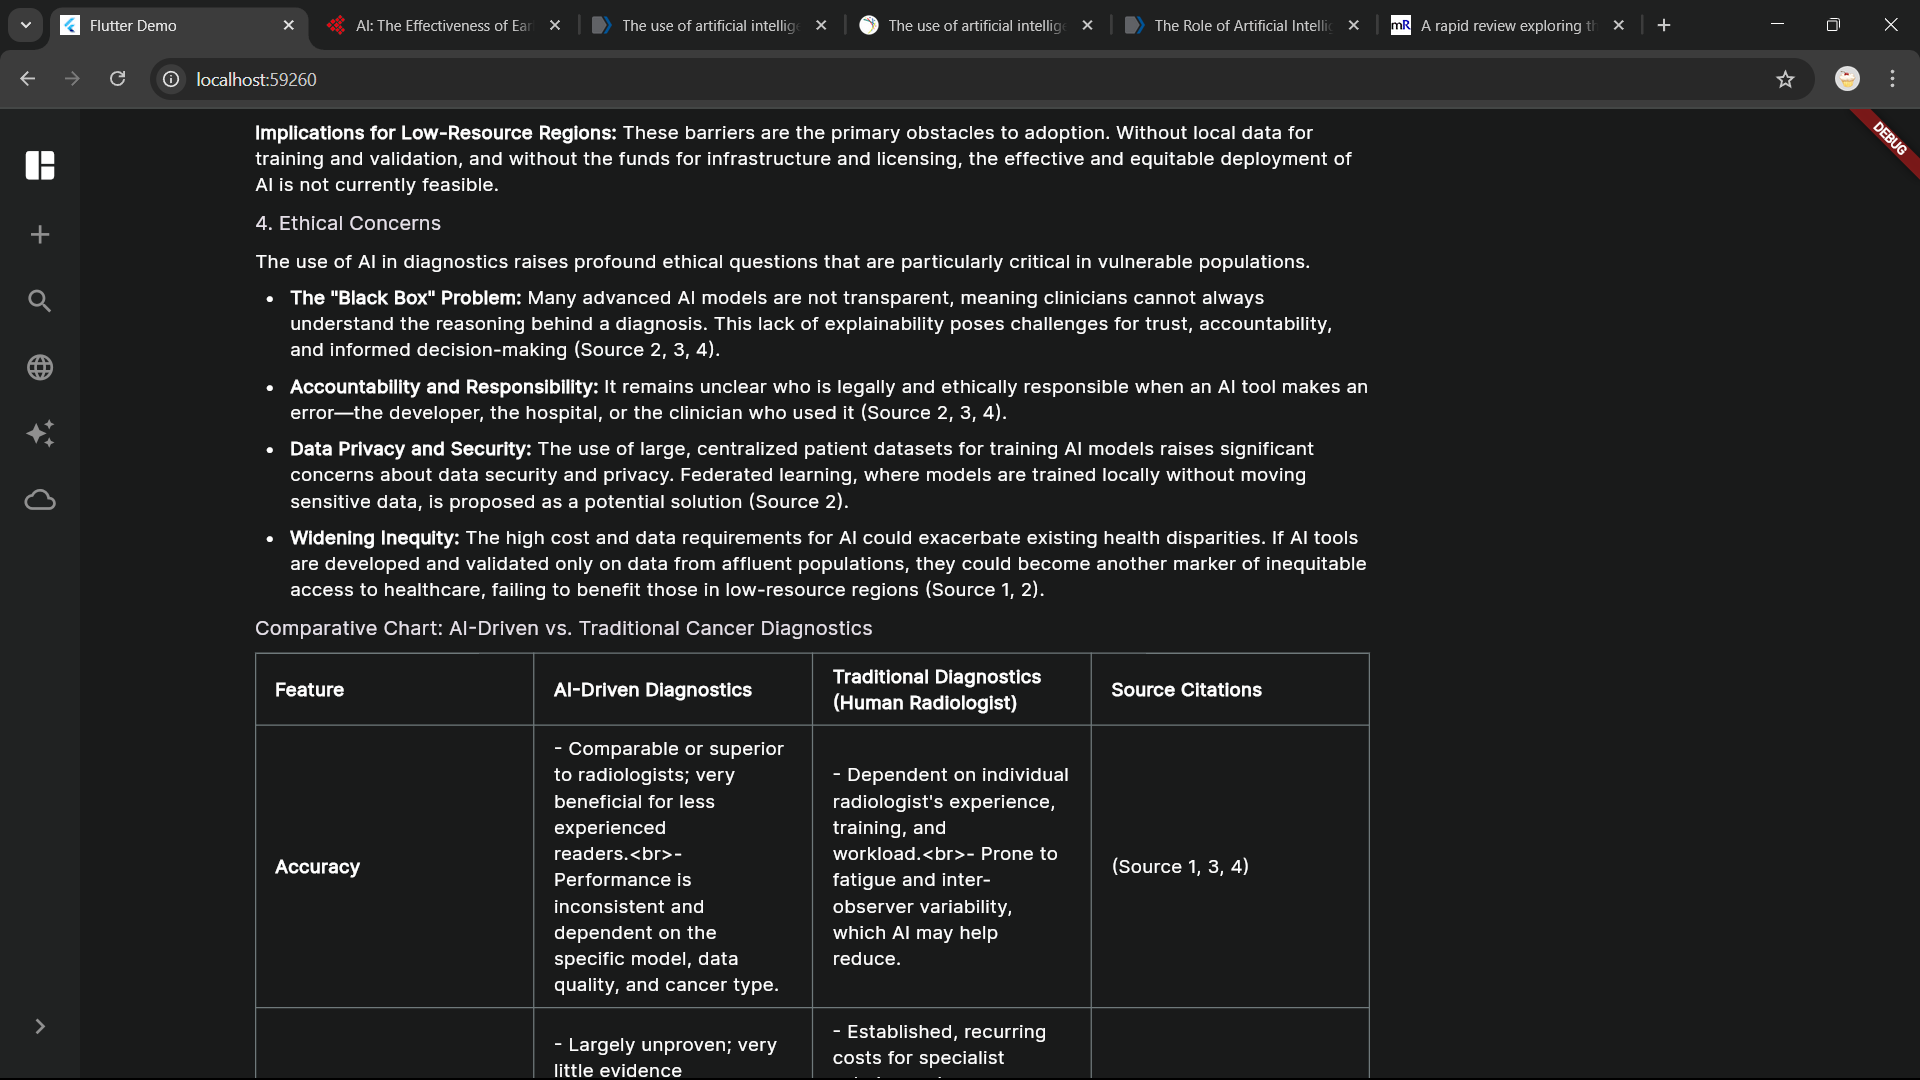 Flutter Demo
AI: The Effectiveness of Ear
The use of artificial intellige
The use of artificial intellige
The Role of Artificial Intelli
mR
A rapid review exploring th
localhost:59260
DEBUG
Implications for Low-Resource Regions: These barriers are the primary obstacles to adoption. Without local data for
training and validation, and without the funds for infrastructure and licensing, the effective and equitable deployment of
AI is not currently feasible.
4. Ethical Concerns
The use of AI in diagnostics raises profound ethical questions that are particularly critical in vulnerable populations.
• The "Black Box" Problem: Many advanced AI models are not transparent, meaning clinicians cannot always
understand the reasoning behind a diagnosis. This lack of explainability poses challenges for trust, accountability,
and informed decision-making (Source 2, 3, 4).
• Accountability and Responsibility: It remains unclear who is legally and ethically responsible when an AI tool makes an
error—the developer, the hospital, or the clinician who used it (Source 2, 3, 4).
• Data Privacy and Security: The use of large, centralized patient datasets for training AI models raises significant
concerns about data security and privacy. Federated learning, where models are trained locally without moving
sensitive data, is proposed as a potential solution (Source 2).
• Widening Inequity: The high cost and data requirements for AI could exacerbate existing health disparities. If AI tools
are developed and validated only on data from affluent populations, they could become another marker of inequitable
access to healthcare, failing to benefit those in low-resource regions (Source 1, 2).
Comparative Chart: AI-Driven vs. Traditional Cancer Diagnostics
Feature
AI-Driven Diagnostics
Traditional Diagnostics
(Human Radiologist)
Source Citations
Accuracy
- Comparable or superior
to radiologists; very
beneficial for less
experienced
readers.<br>-
Performance is
inconsistent and
dependent on the
specific model, data
quality, and cancer type.
- Dependent on individual
radiologist's experience,
training, and
workload.<br>- Prone to
fatigue and inter-
observer variability,
which AI may help
reduce.
(Source 1, 3, 4)
- Largely unproven; very
little evidence
- Established, recurring
costs for specialist